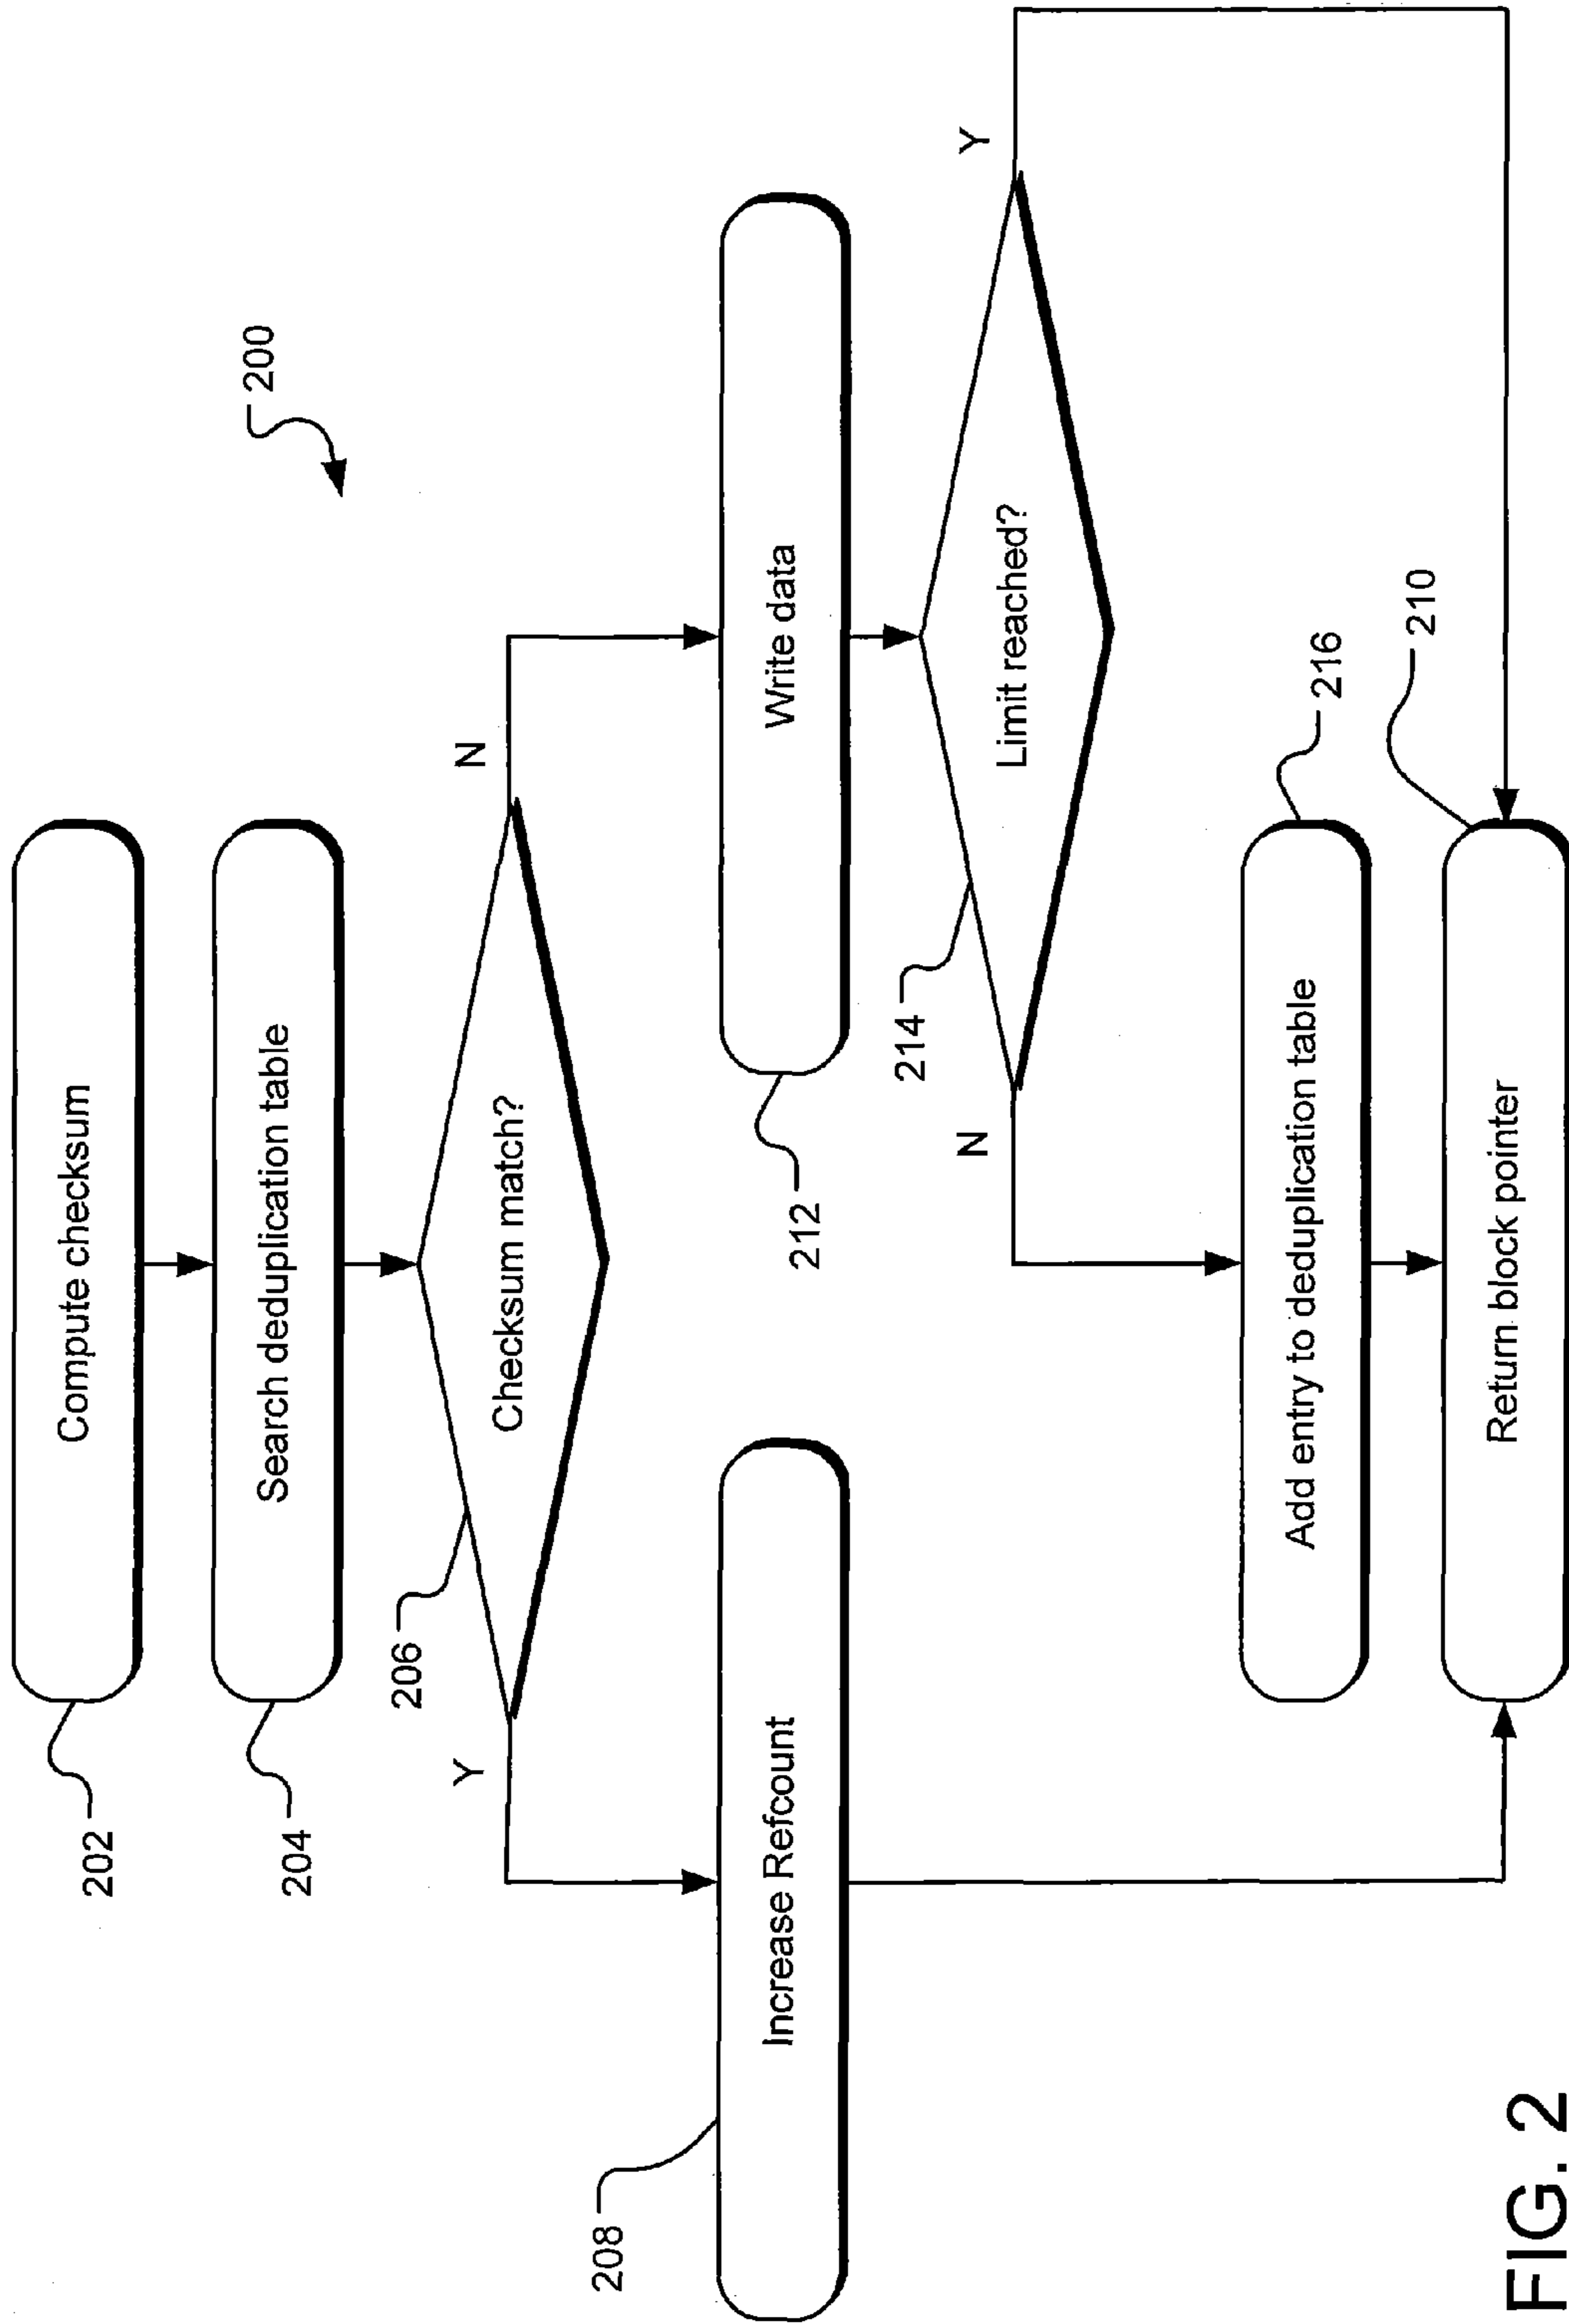 200
202
Compute checksum
204
Search deduplication table
206
Checksum match?
Y
N
208
Increase Refcount
212
Write data
214
Limit reached?
N
Y
216
Add entry to deduplication table
210
Return block pointer
FIG. 2